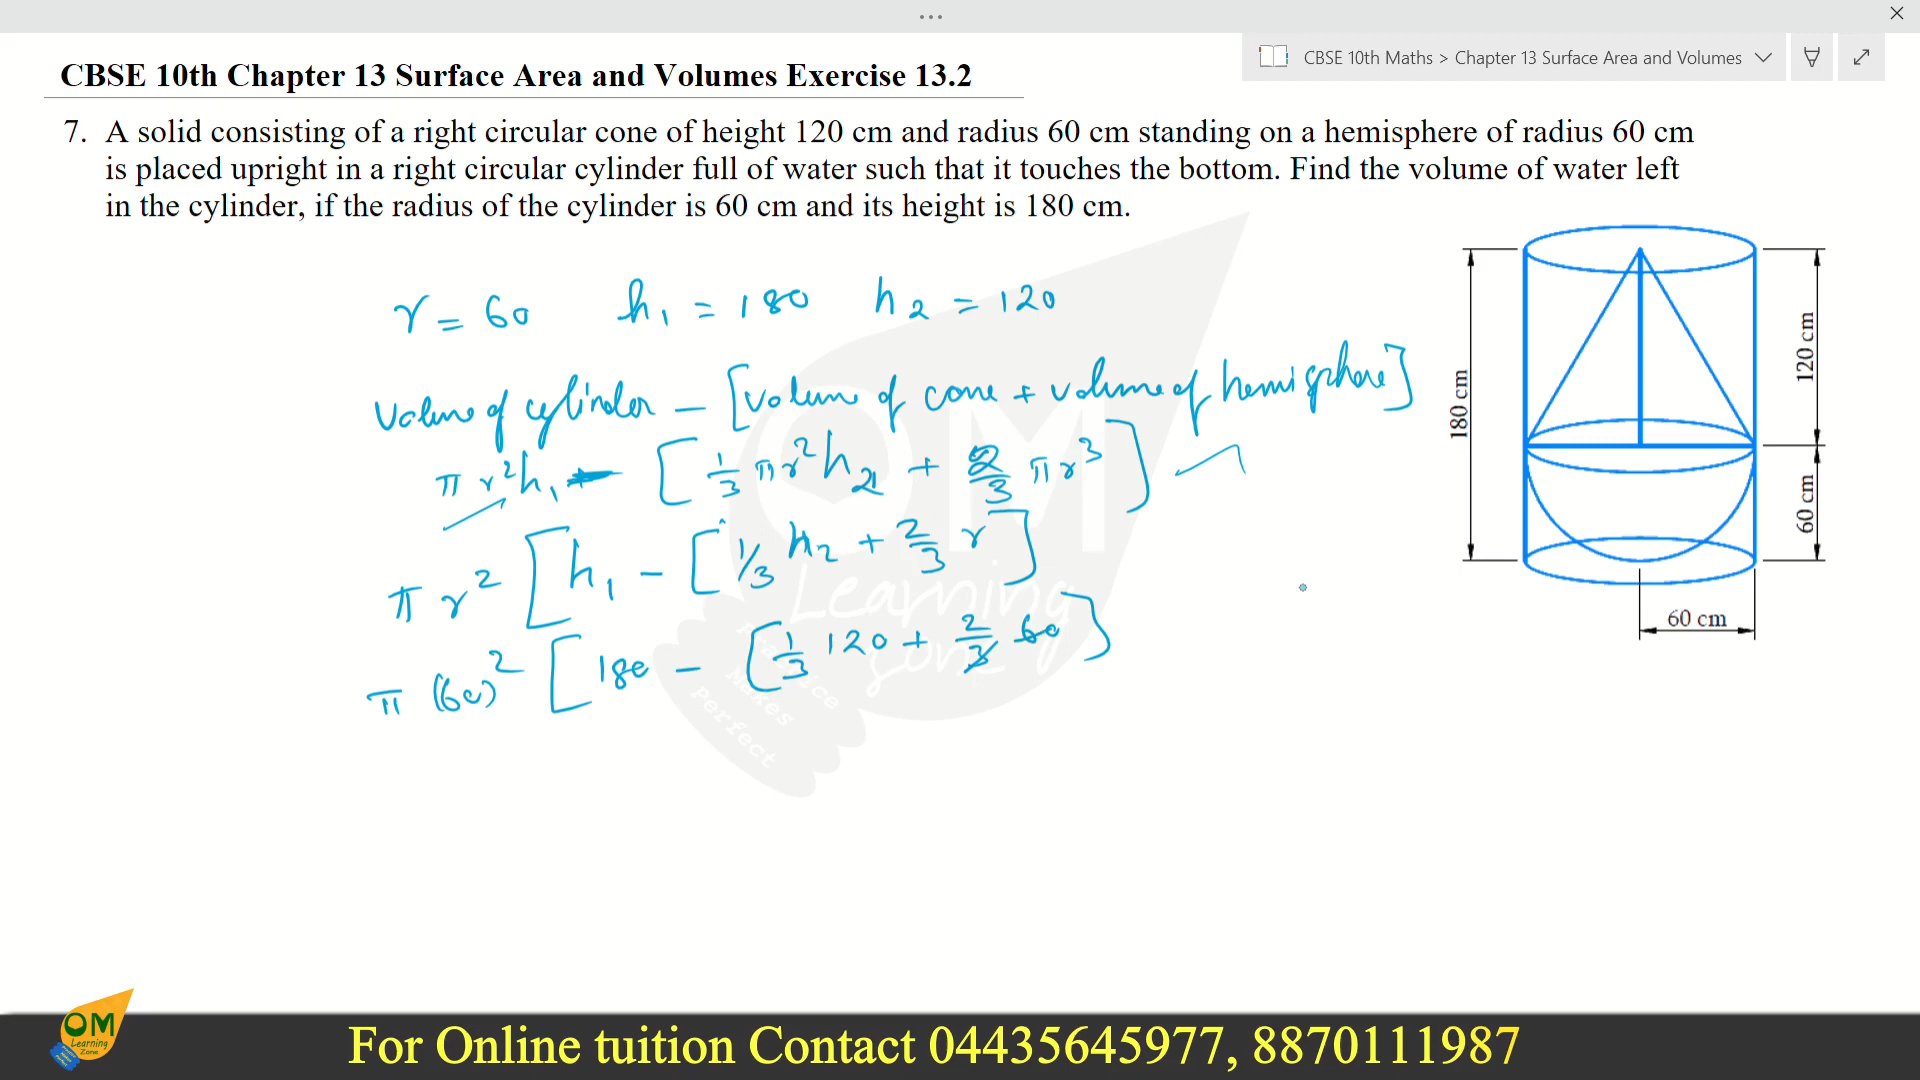 CBSE 10th Maths > Chapter 13 Surface Area and Volumes
CBSE 10th Chapter 13 Surface Area and Volumes Exercise 13.2
7. A solid consisting of a right circular cone of height 120 cm and radius 60 cm standing on a hemisphere of radius 60 cm
is placed upright in a right circular cylinder full of water such that it touches the bottom. Find the volume of water left
in the cylinder, if the radius of the cylinder is 60 cm and its height is 180 cm.
r = 60 h₁ = 180 h₂ = 120
Volume of cylinder – [volume of cone + volume of hemisphere]
π r²h₁ – [1/3 πr²h₂ + 2/3 πr³]
π r² [h₁ – [1/3 h₂ + 2/3 r]
π (60)² [180 – [1/3 120 + 2/3 60]
180 cm
120 cm
60 cm
60 cm
OM
Learning
Zone
Practice
Makes
Perfect
OM
Learning
Zone
For Online tuition Contact 04435645977, 8870111987